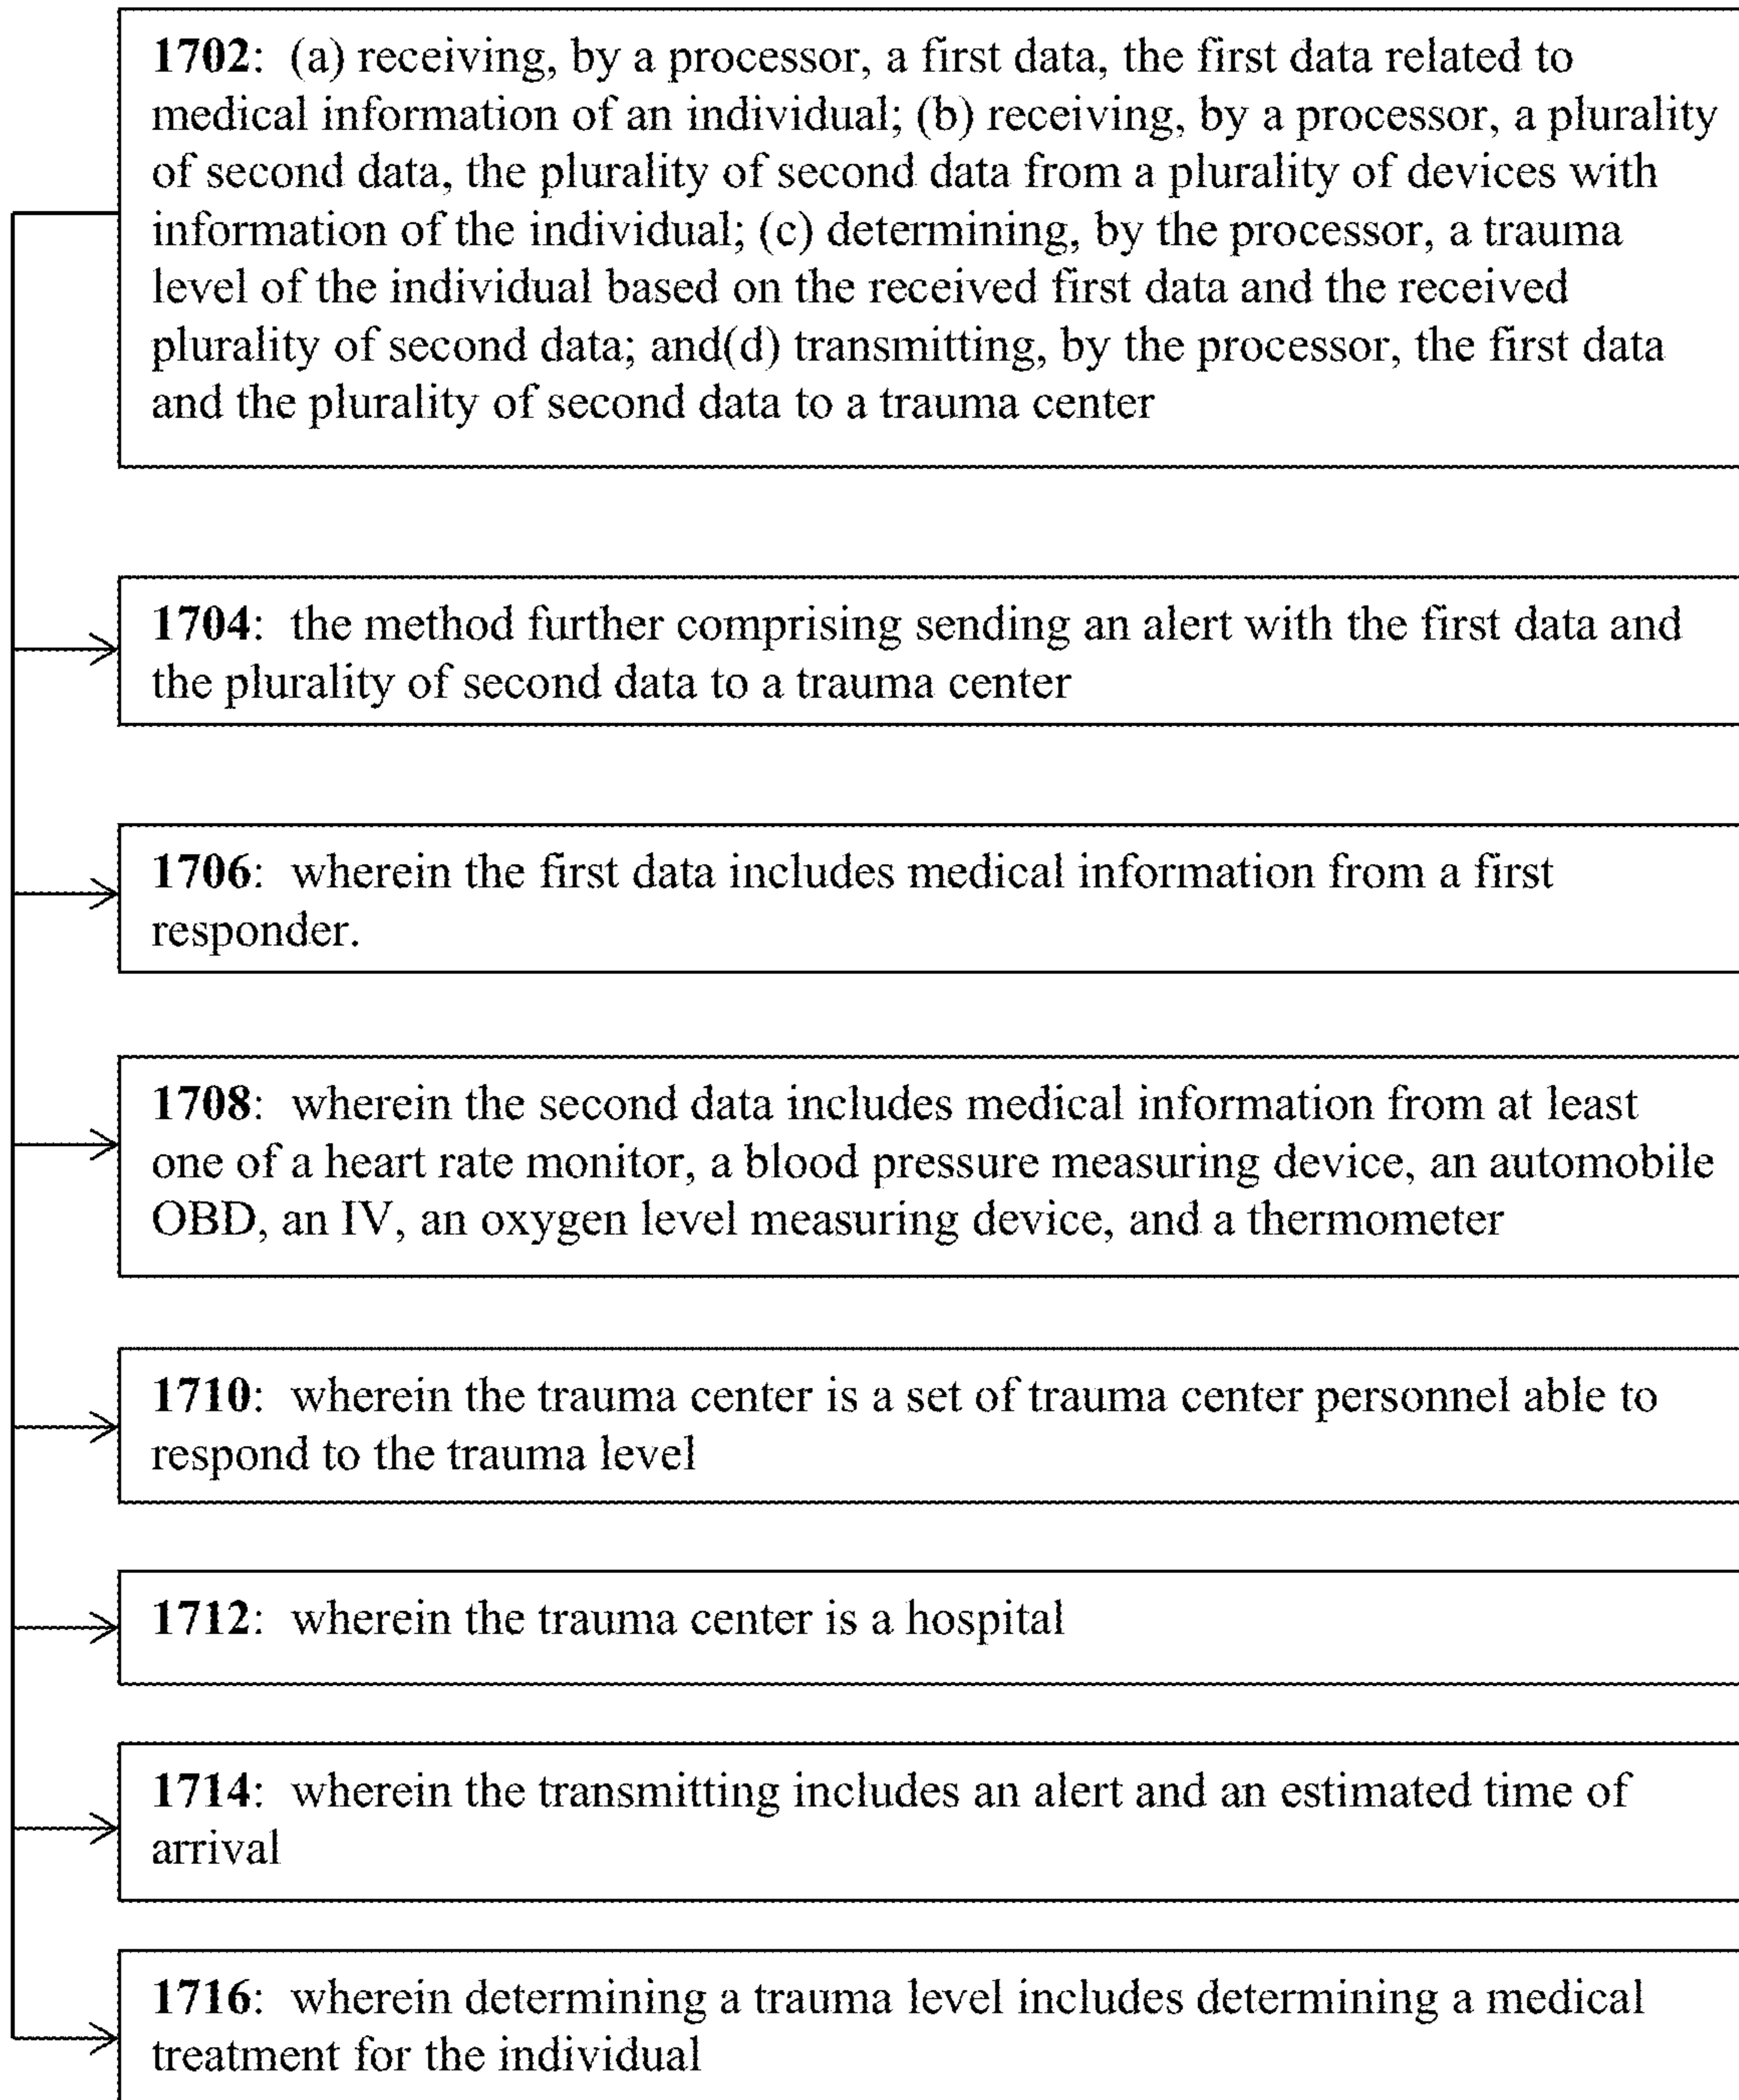 1702: (a) receiving, by a processor, a first data, the first data related to
medical information of an individual; (b) receiving, by a processor, a plurality
of second data, the plurality of second data from a plurality of devices with
information of the individual; (c) determining, by the processor, a trauma
level of the individual based on the received first data and the received
plurality of second data; and(d) transmitting, by the processor, the first data
and the plurality of second data to a trauma center
1704: the method further comprising sending an alert with the first data and
the plurality of second data to a trauma center
1706: wherein the first data includes medical information from a first
responder.
1708: wherein the second data includes medical information from at least
one of a heart rate monitor, a blood pressure measuring device, an automobile
OBD, an IV, an oxygen level measuring device, and a thermometer
1710: wherein the trauma center is a set of trauma center personnel able to
respond to the trauma level
1712: wherein the trauma center is a hospital
1714: wherein the transmitting includes an alert and an estimated time of
arrival
1716: wherein determining a trauma level includes determining a medical
treatment for the individual